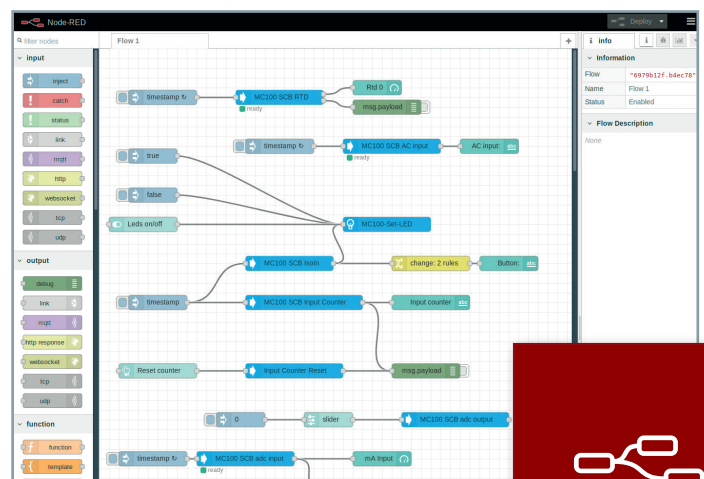 Node-RED
Deploy
filter nodes
Flow 1
info
input
inject
catch
status
link
mqtt
http
websocket
tcp
udp
output
debug
link
mqtt
http response
websocket
tcp
udp
function
function
template
timestamp ↻
MC100 SCB RTD
ready
Rtd 0
msg.payload
timestamp ↻
MC100 SCB AC input
ready
AC input:
abc
true
false
Leds on/off
MC100-Set-LED
MC100 SCB IsoIn
change: 2 rules
Button:
abc
timestamp
MC100 SCB Input Counter
Input counter
abc
Reset counter
Input Counter Reset
msg.payload
0
slider
MC100 SCB adc output
timestamp ↻
MC100 SCB adc input
ready
mA Input
Information
Flow "6979b12f.b4ec78"
Name Flow 1
Status Enabled
Flow Description
None